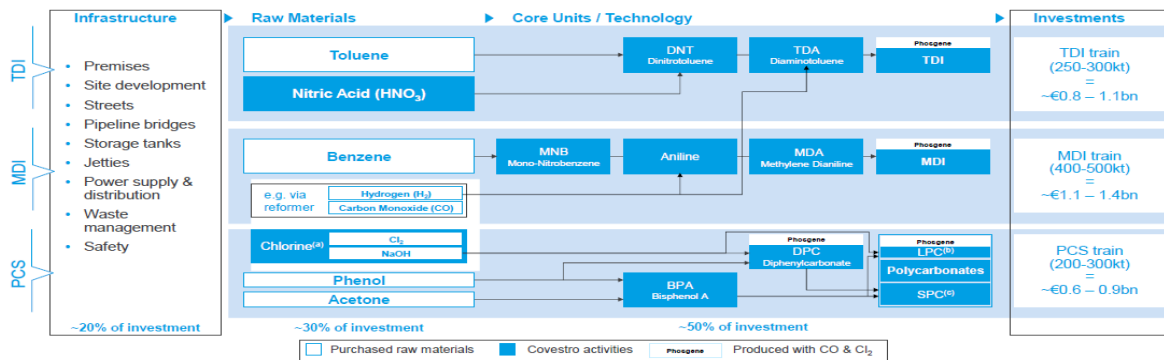 Infrastructure
Raw Materials
Core Units / Technology
Investments
TDI
MDI
PCS
Premises
Site development
Streets
Pipeline bridges
Storage tanks
Jetties
Power supply &
distribution
Waste
management
Safety
~20% of investment
Toluene
Nitric Acid (HNO₃)
DNT
Dinitrotoluene
TDA
Diaminotoluene
Phosgene
TDI
TDI train
(250-300kt)
=
~€0.8 – 1.1bn
Benzene
MNB
Mono-Nitrobenzene
Aniline
MDA
Methylene Dianiline
Phosgene
MDI
e.g. via
reformer
Hydrogen (H₂)
Carbon Monoxide (CO)
MDI train
(400-500kt)
=
~€1.1 – 1.4bn
Chlorine(a)
Cl₂
NaOH
Phenol
Acetone
BPA
Bisphenol A
Phosgene
DPC
Diphenylcarbonate
Phosgene
LPC(b)
Polycarbonates
SPC(c)
PCS train
(200-300kt)
=
~€0.6 – 0.9bn
~30% of investment
~50% of investment
Purchased raw materials
Covestro activities
Phosgene
Produced with CO & Cl₂